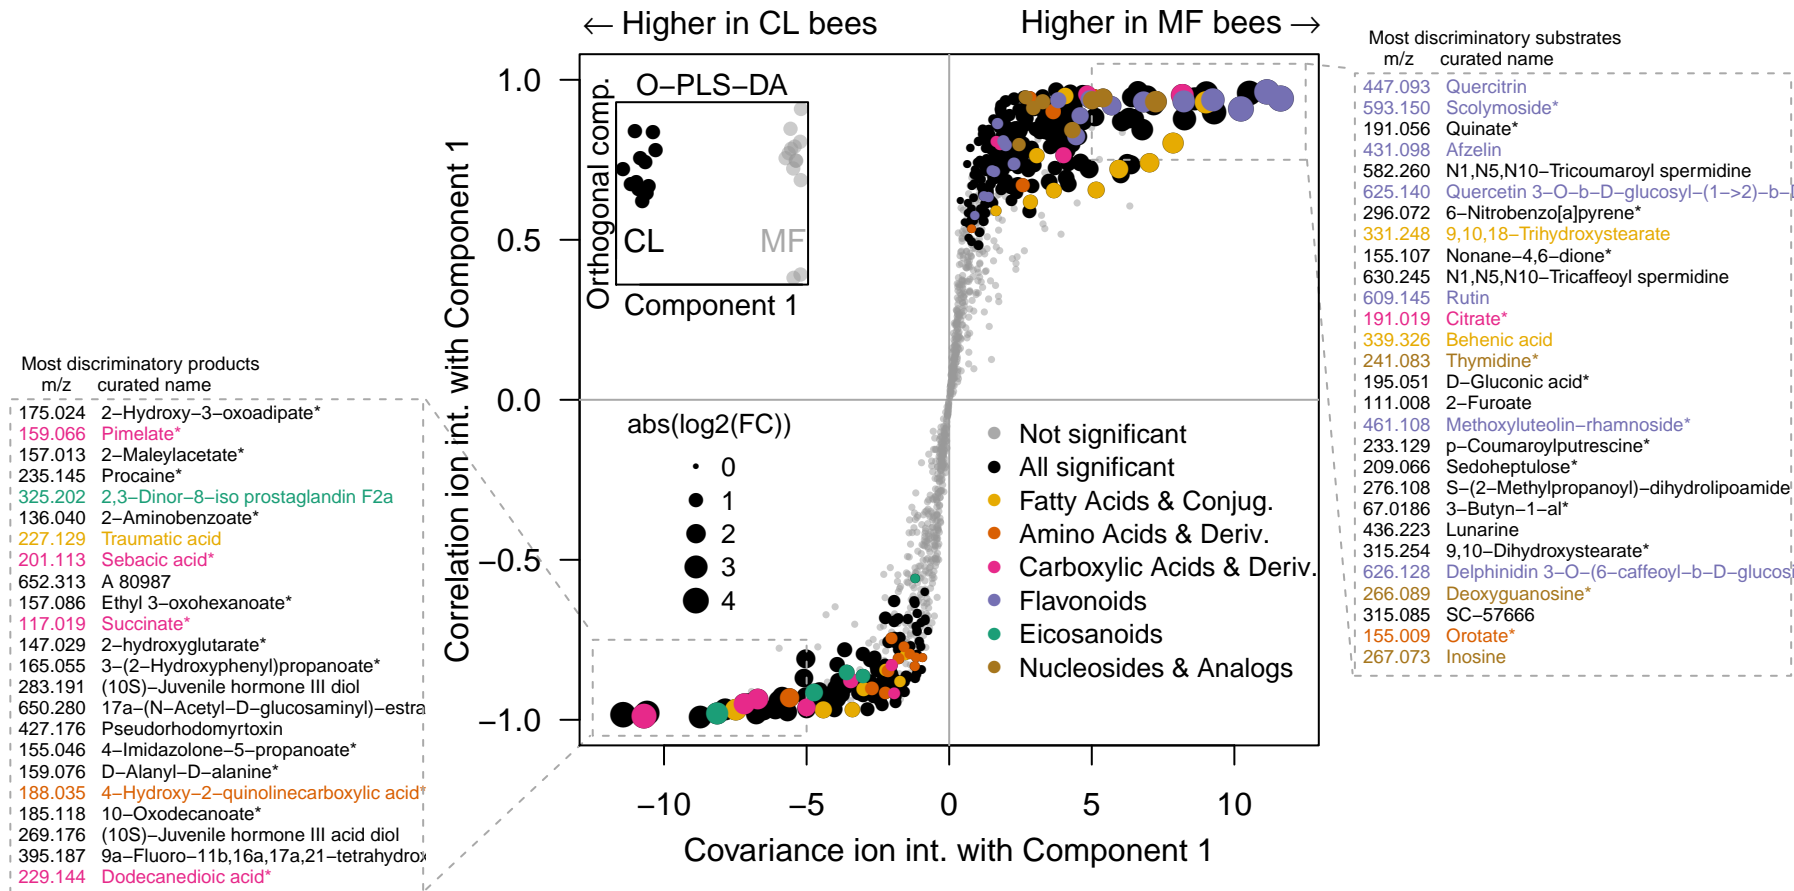 ← Higher in CL bees
Higher in MF bees →
Most discriminatory substrates
m/z curated name
447.093 Quercitrin
593.150 Scolymoside*
191.056 Quinate*
431.098 Afzelin
582.260 N1,N5,N10−Tricoumaroyl spermidine
625.140 Quercetin 3−O−b−D−glucosyl−(1−>2)−b−
296.072 6−Nitrobenzo[a]pyrene*
331.248 9,10,18−Trihydroxystearate
155.107 Nonane−4,6−dione*
630.245 N1,N5,N10−Tricaffeoyl spermidine
609.145 Rutin
191.019 Citrate*
339.326 Behenic acid
241.083 Thymidine*
195.051 D−Gluconic acid*
111.008 2−Furoate
461.108 Methoxyluteolin−rhamnoside*
233.129 p−Coumaroylputrescine*
209.066 Sedoheptulose*
276.108 S−(2−Methylpropanoyl)−dihydrolipoamide
67.0186 3−Butyn−1−al*
436.223 Lunarine
315.254 9,10−Dihydroxystearate*
626.128 Delphinidin 3−O−(6−caffeoyl−b−D−glucosi
266.089 Deoxyguanosine*
315.085 SC−57666
155.009 Orotate*
267.073 Inosine
O−PLS−DA
Orthogonal comp.
CL
MF
Component 1
Correlation ion int. with Component 1
1.0
0.5
0.0
−0.5
−1.0
abs(log2(FC))
0
1
2
3
4
Not significant
All significant
Fatty Acids & Conjug.
Amino Acids & Deriv.
Carboxylic Acids & Deriv.
Flavonoids
Eicosanoids
Nucleosides & Analogs
−10
−5
0
5
10
Covariance ion int. with Component 1
Most discriminatory products
m/z curated name
175.024 2−Hydroxy−3−oxoadipate*
159.066 Pimelate*
157.013 2−Maleylacetate*
235.145 Procaine*
325.202 2,3−Dinor−8−iso prostaglandin F2a
136.040 2−Aminobenzoate*
227.129 Traumatic acid
201.113 Sebacic acid*
652.313 A 80987
157.086 Ethyl 3−oxohexanoate*
117.019 Succinate*
147.029 2−hydroxyglutarate*
165.055 3−(2−Hydroxyphenyl)propanoate*
283.191 (10S)−Juvenile hormone III diol
650.280 17a−(N−Acetyl−D−glucosaminyl)−estra
427.176 Pseudorhodomyrtoxin
155.046 4−Imidazolone−5−propanoate*
159.076 D−Alanyl−D−alanine*
188.035 4−Hydroxy−2−quinolinecarboxylic acid*
185.118 10−Oxodecanoate*
269.176 (10S)−Juvenile hormone III acid diol
395.187 9a−Fluoro−11b,16a,17a,21−tetrahydrox
229.144 Dodecanedioic acid*